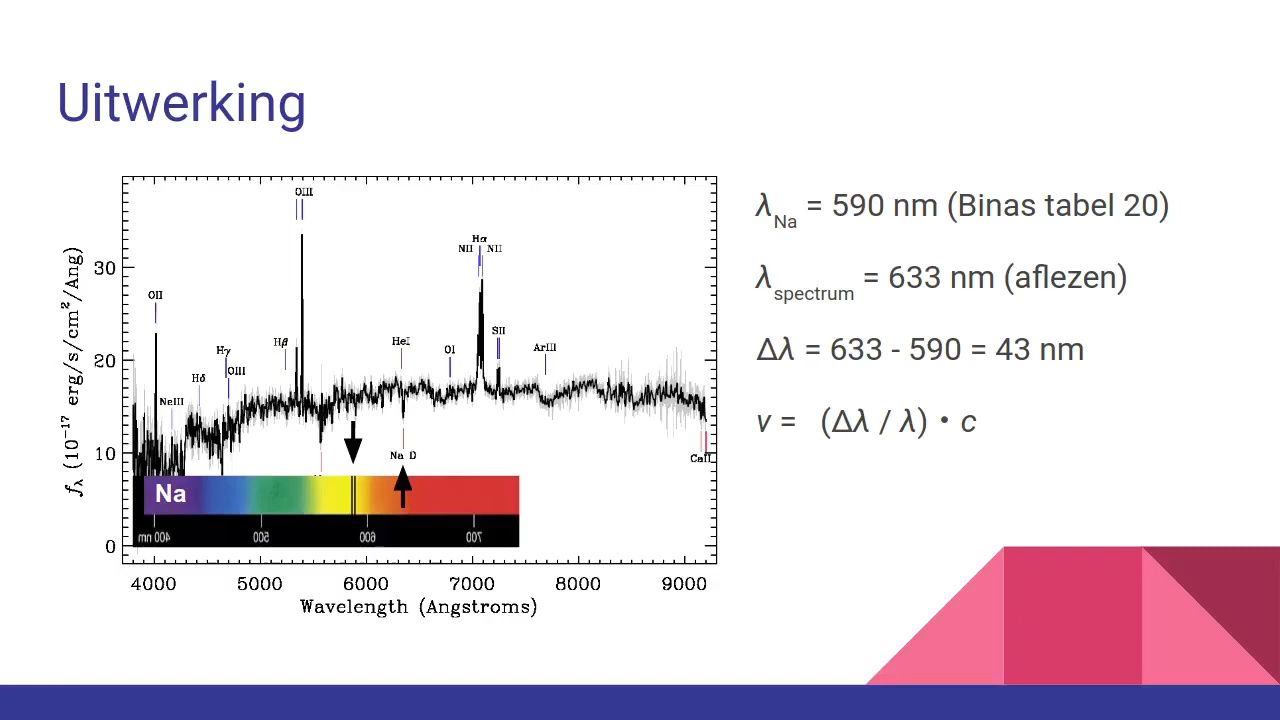 Uitwerking
OIII
Hα
NII NII
OII
SII
Hγ
Hβ
HeI
OI
ArIII
OIII
Hδ
NeIII
Na D
CaII
30
20
10
0
fλ (10⁻¹⁷ erg/s/cm²/Ang)
Na
400 nm
500
600
700
4000 5000 6000 7000 8000 9000
Wavelength (Angstroms)
λNa = 590 nm (Binas tabel 20)
λspectrum = 633 nm (aflezen)
Δλ = 633 - 590 = 43 nm
v = (Δλ / λ) · c